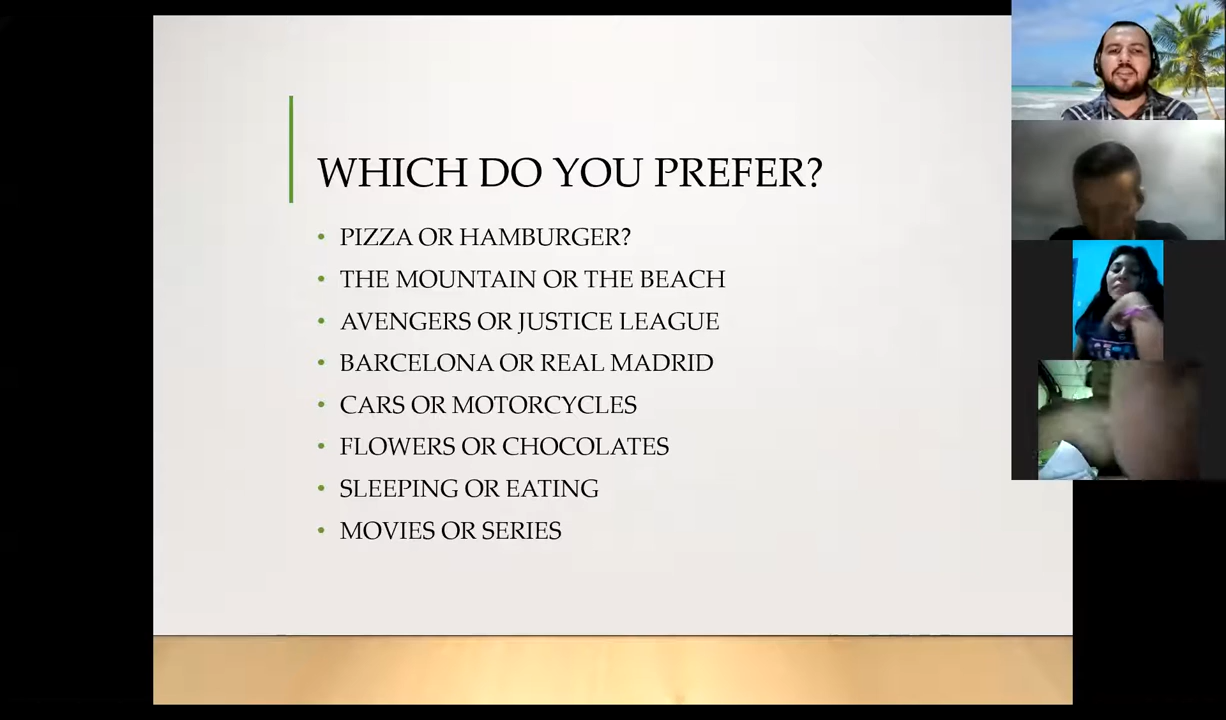 WHICH DO YOU PREFER?
PIZZA OR HAMBURGER?
THE MOUNTAIN OR THE BEACH
AVENGERS OR JUSTICE LEAGUE
BARCELONA OR REAL MADRID
CARS OR MOTORCYCLES
FLOWERS OR CHOCOLATES
SLEEPING OR EATING
MOVIES OR SERIES